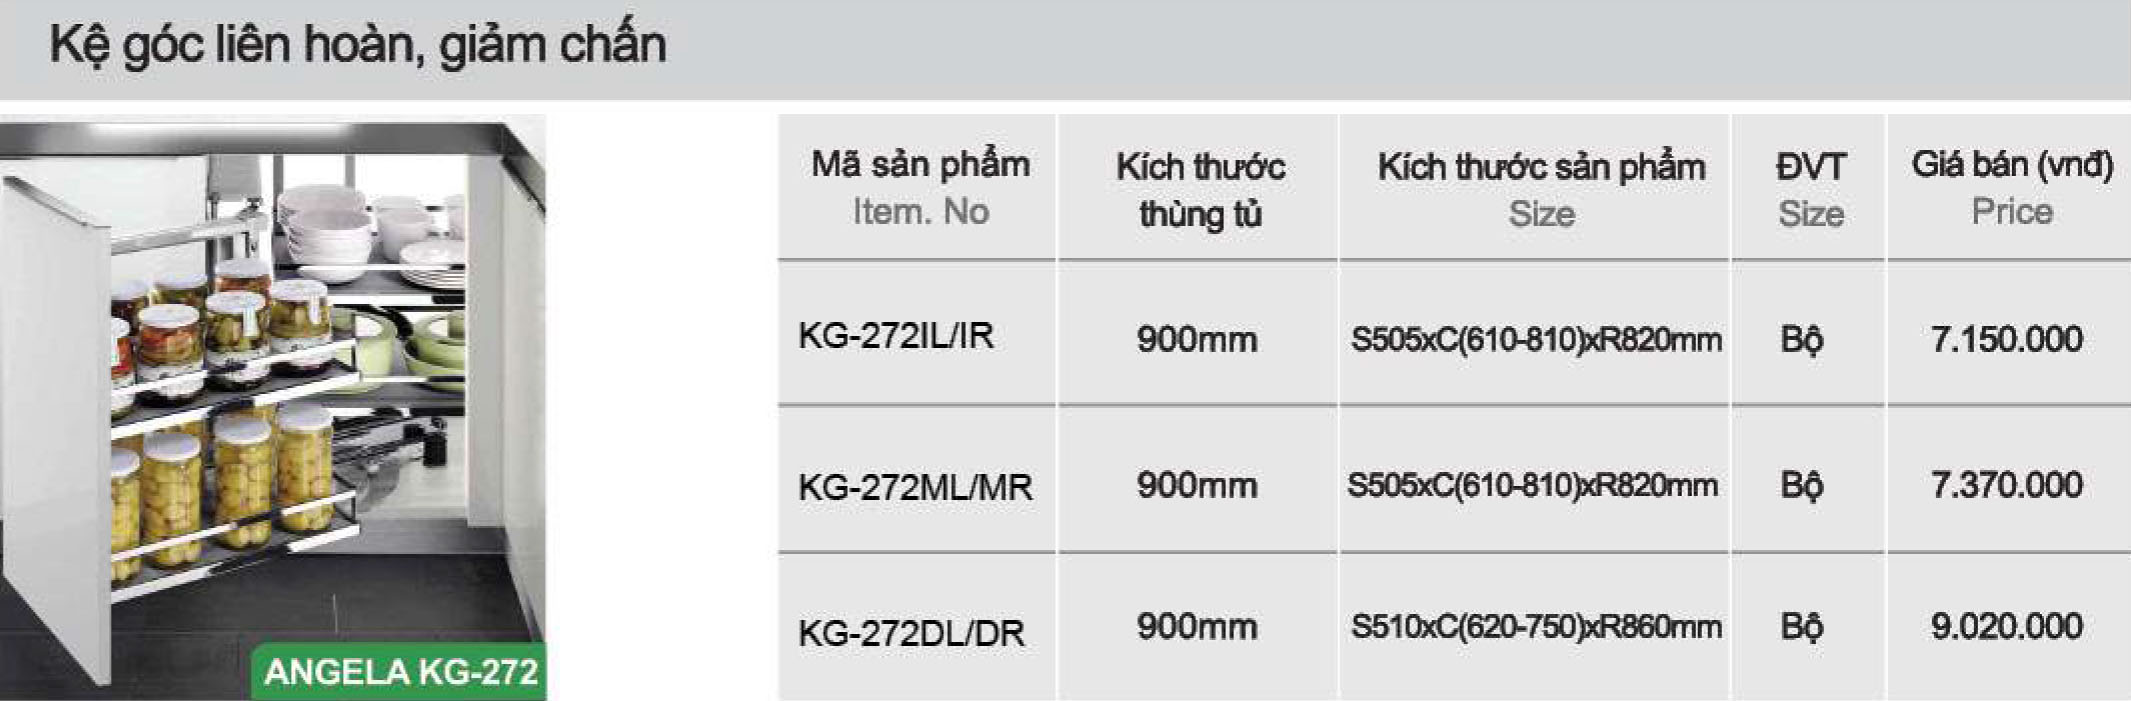 Kệ góc liên hoàn, giảm chấn
Mã sản phẩm
Item. No
Kích thước
thùng tủ
Kích thước sản phẩm
Size
ĐVT
Size
Giá bán (vnđ)
Price
KG-272IL/IR 900mm S505xC(610-810)xR820mm Bộ 7.150.000
KG-272ML/MR 900mm S505xC(610-810)xR820mm Bộ 7.370.000
KG-272DL/DR 900mm S510xC(620-750)xR860mm Bộ 9.020.000
ANGELA KG-272